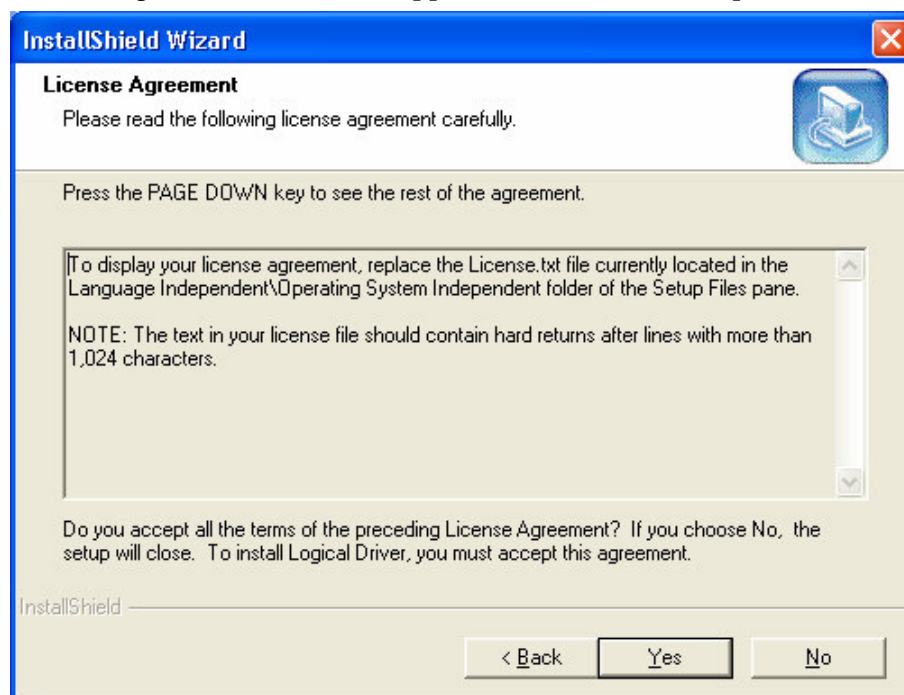 InstallShield Wizard
License Agreement
Please read the following license agreement carefully.
Press the PAGE DOWN key to see the rest of the agreement.
To display your license agreement, replace the License.txt file currently located in the
Language Independent\Operating System Independent folder of the Setup Files pane.
NOTE: The text in your license file should contain hard returns after lines with more than
1,024 characters.
Do you accept all the terms of the preceding License Agreement? If you choose No, the
setup will close. To install Logical Driver, you must accept this agreement.
InstallShield
< Back Yes No